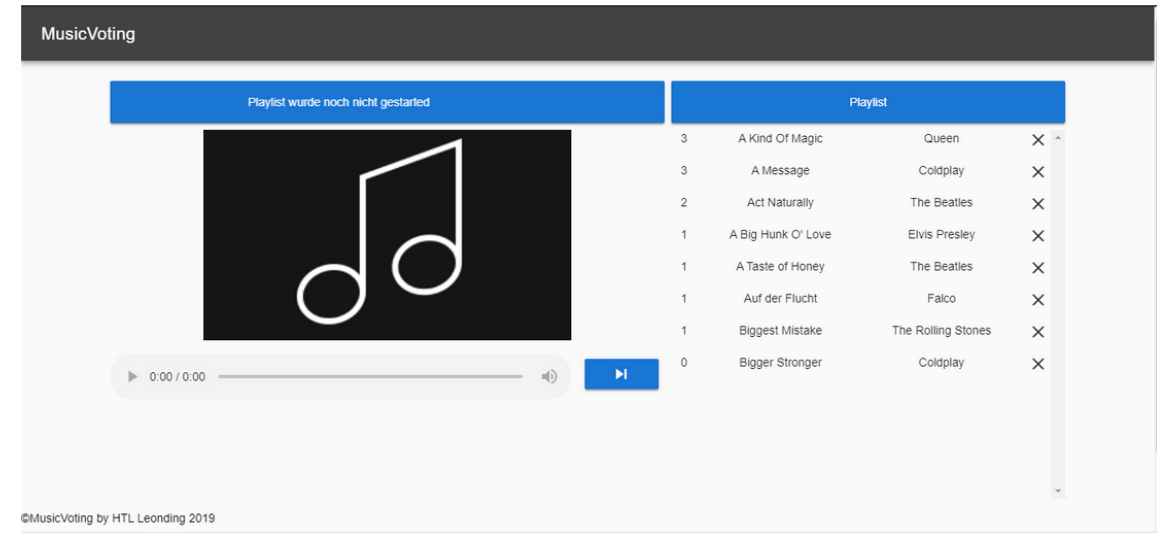 MusicVoting
Playlist wurde noch nicht gestarted
Playlist
3 A Kind Of Magic Queen
3 A Message Coldplay
2 Act Naturally The Beatles
1 A Big Hunk O' Love Elvis Presley
1 A Taste of Honey The Beatles
1 Auf der Flucht Falco
1 Biggest Mistake The Rolling Stones
0 Bigger Stronger Coldplay
0:00 / 0:00
©MusicVoting by HTL Leonding 2019